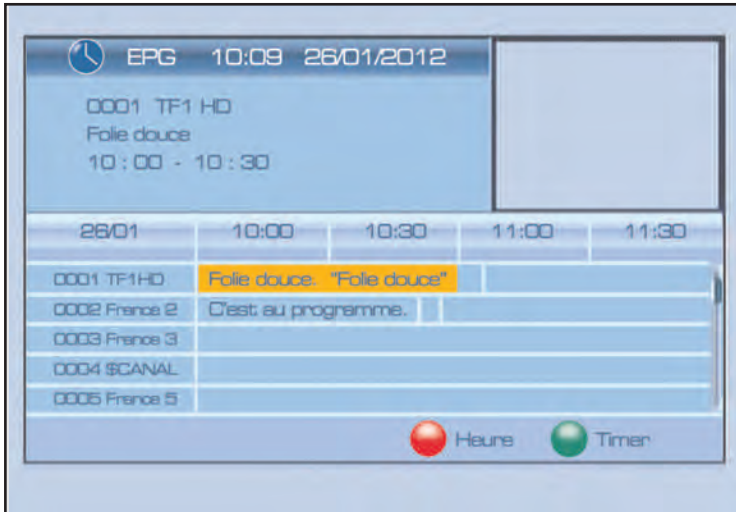 EPG 10:09 26/01/2012
0001 TF1 HD
Folie douce
10 : 00 - 10 : 30
26/01 10:00 10:30 11:00 11:30
0001 TF1HD Folie douce. "Folie douce"
0002 France 2 C'est au programme.
0003 France 3
0004 $CANAL
0005 France 5
Heure Timer